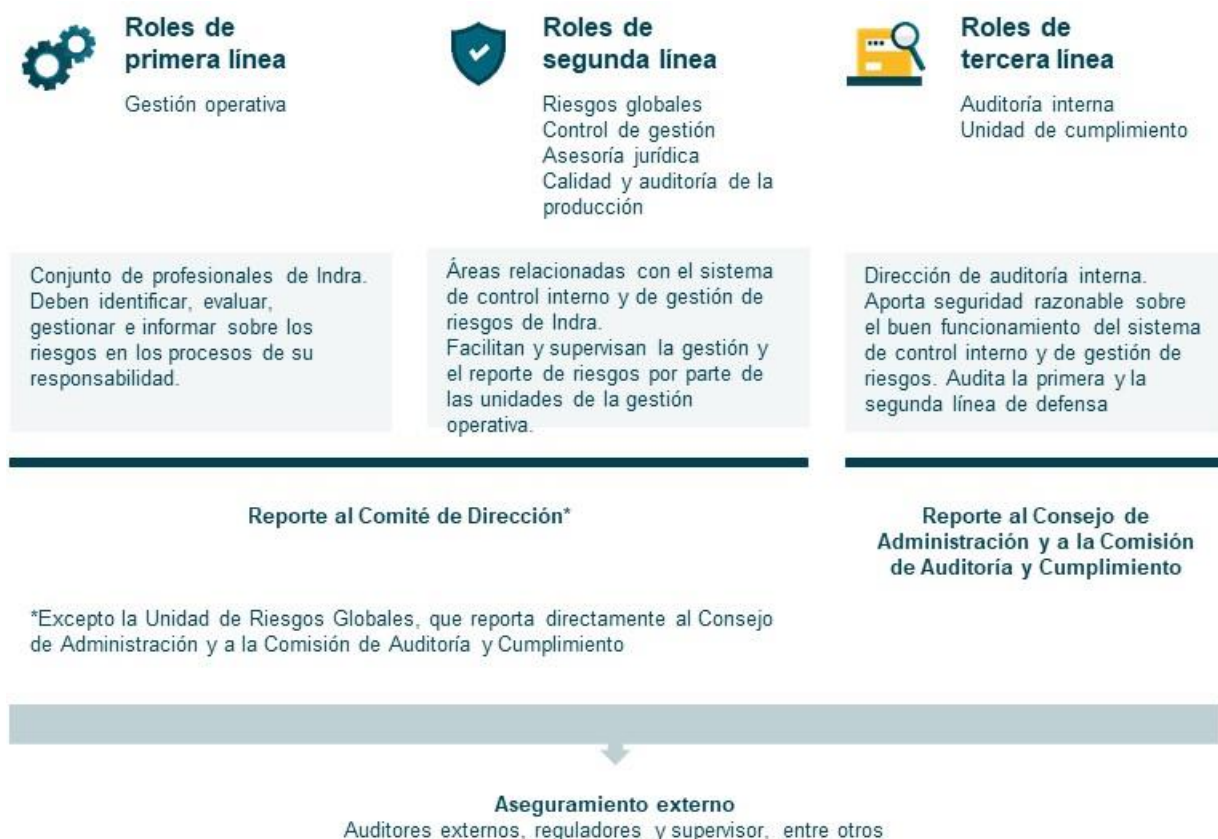 Roles de
primera línea
Gestión operativa
Roles de
segunda línea
Riesgos globales
Control de gestión
Asesoría jurídica
Calidad y auditoría de la
producción
Roles de
tercera línea
Auditoría interna
Unidad de cumplimiento
Conjunto de profesionales de Indra.
Deben identificar, evaluar,
gestionar e informar sobre los
riesgos en los procesos de su
responsabilidad.
Áreas relacionadas con el sistema
de control interno y de gestión de
riesgos de Indra.
Facilitan y supervisan la gestión y
el reporte de riesgos por parte de
las unidades de la gestión
operativa.
Dirección de auditoría interna.
Aporta seguridad razonable sobre
el buen funcionamiento del sistema
de control interno y de gestión de
riesgos. Audita la primera y la
segunda línea de defensa
Reporte al Comité de Dirección*
Reporte al Consejo de
Administración y a la Comisión
de Auditoría y Cumplimiento
*Excepto la Unidad de Riesgos Globales, que reporta directamente al Consejo
de Administración y a la Comisión de Auditoría y Cumplimiento
Aseguramiento externo
Auditores externos, reguladores y supervisor, entre otros